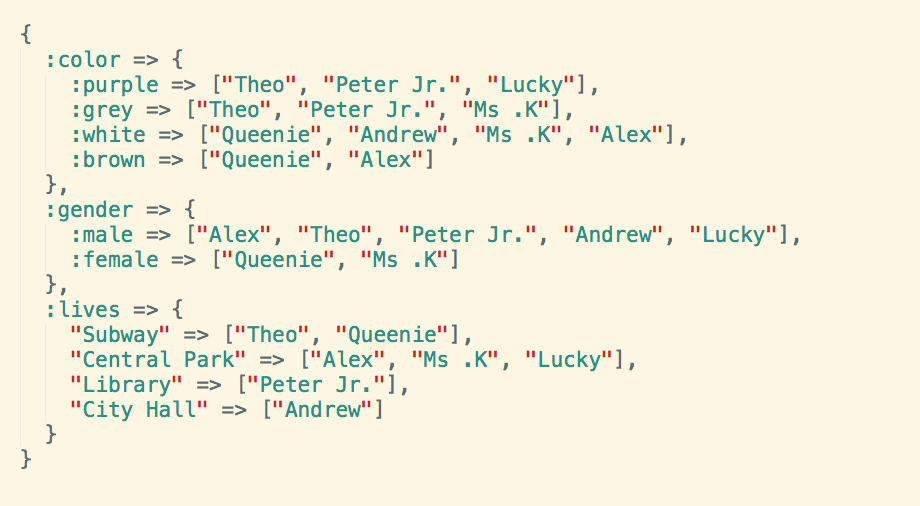 {
  :color => {
    :purple => ["Theo", "Peter Jr.", "Lucky"],
    :grey => ["Theo", "Peter Jr.", "Ms .K"],
    :white => ["Queenie", "Andrew", "Ms .K", "Alex"],
    :brown => ["Queenie", "Alex"]
  },
  :gender => {
    :male => ["Alex", "Theo", "Peter Jr.", "Andrew", "Lucky"],
    :female => ["Queenie", "Ms .K"]
  },
  :lives => {
    "Subway" => ["Theo", "Queenie"],
    "Central Park" => ["Alex", "Ms .K", "Lucky"],
    "Library" => ["Peter Jr."],
    "City Hall" => ["Andrew"]
  }
}